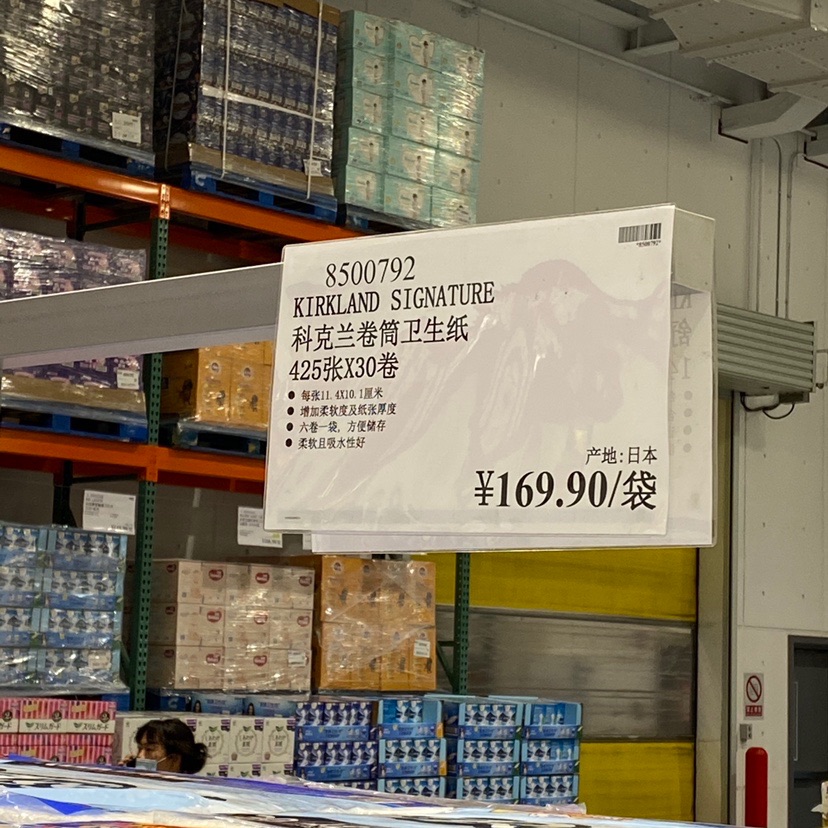 *8500792*
8500792
KIRKLAND SIGNATURE
科克兰卷筒卫生纸
425张X30卷
● 每张11.4X10.1厘米
● 增加柔软度及纸张厚度
● 六卷一袋, 方便储存
● 柔软且吸水性好
产地:日本
¥169.90/袋